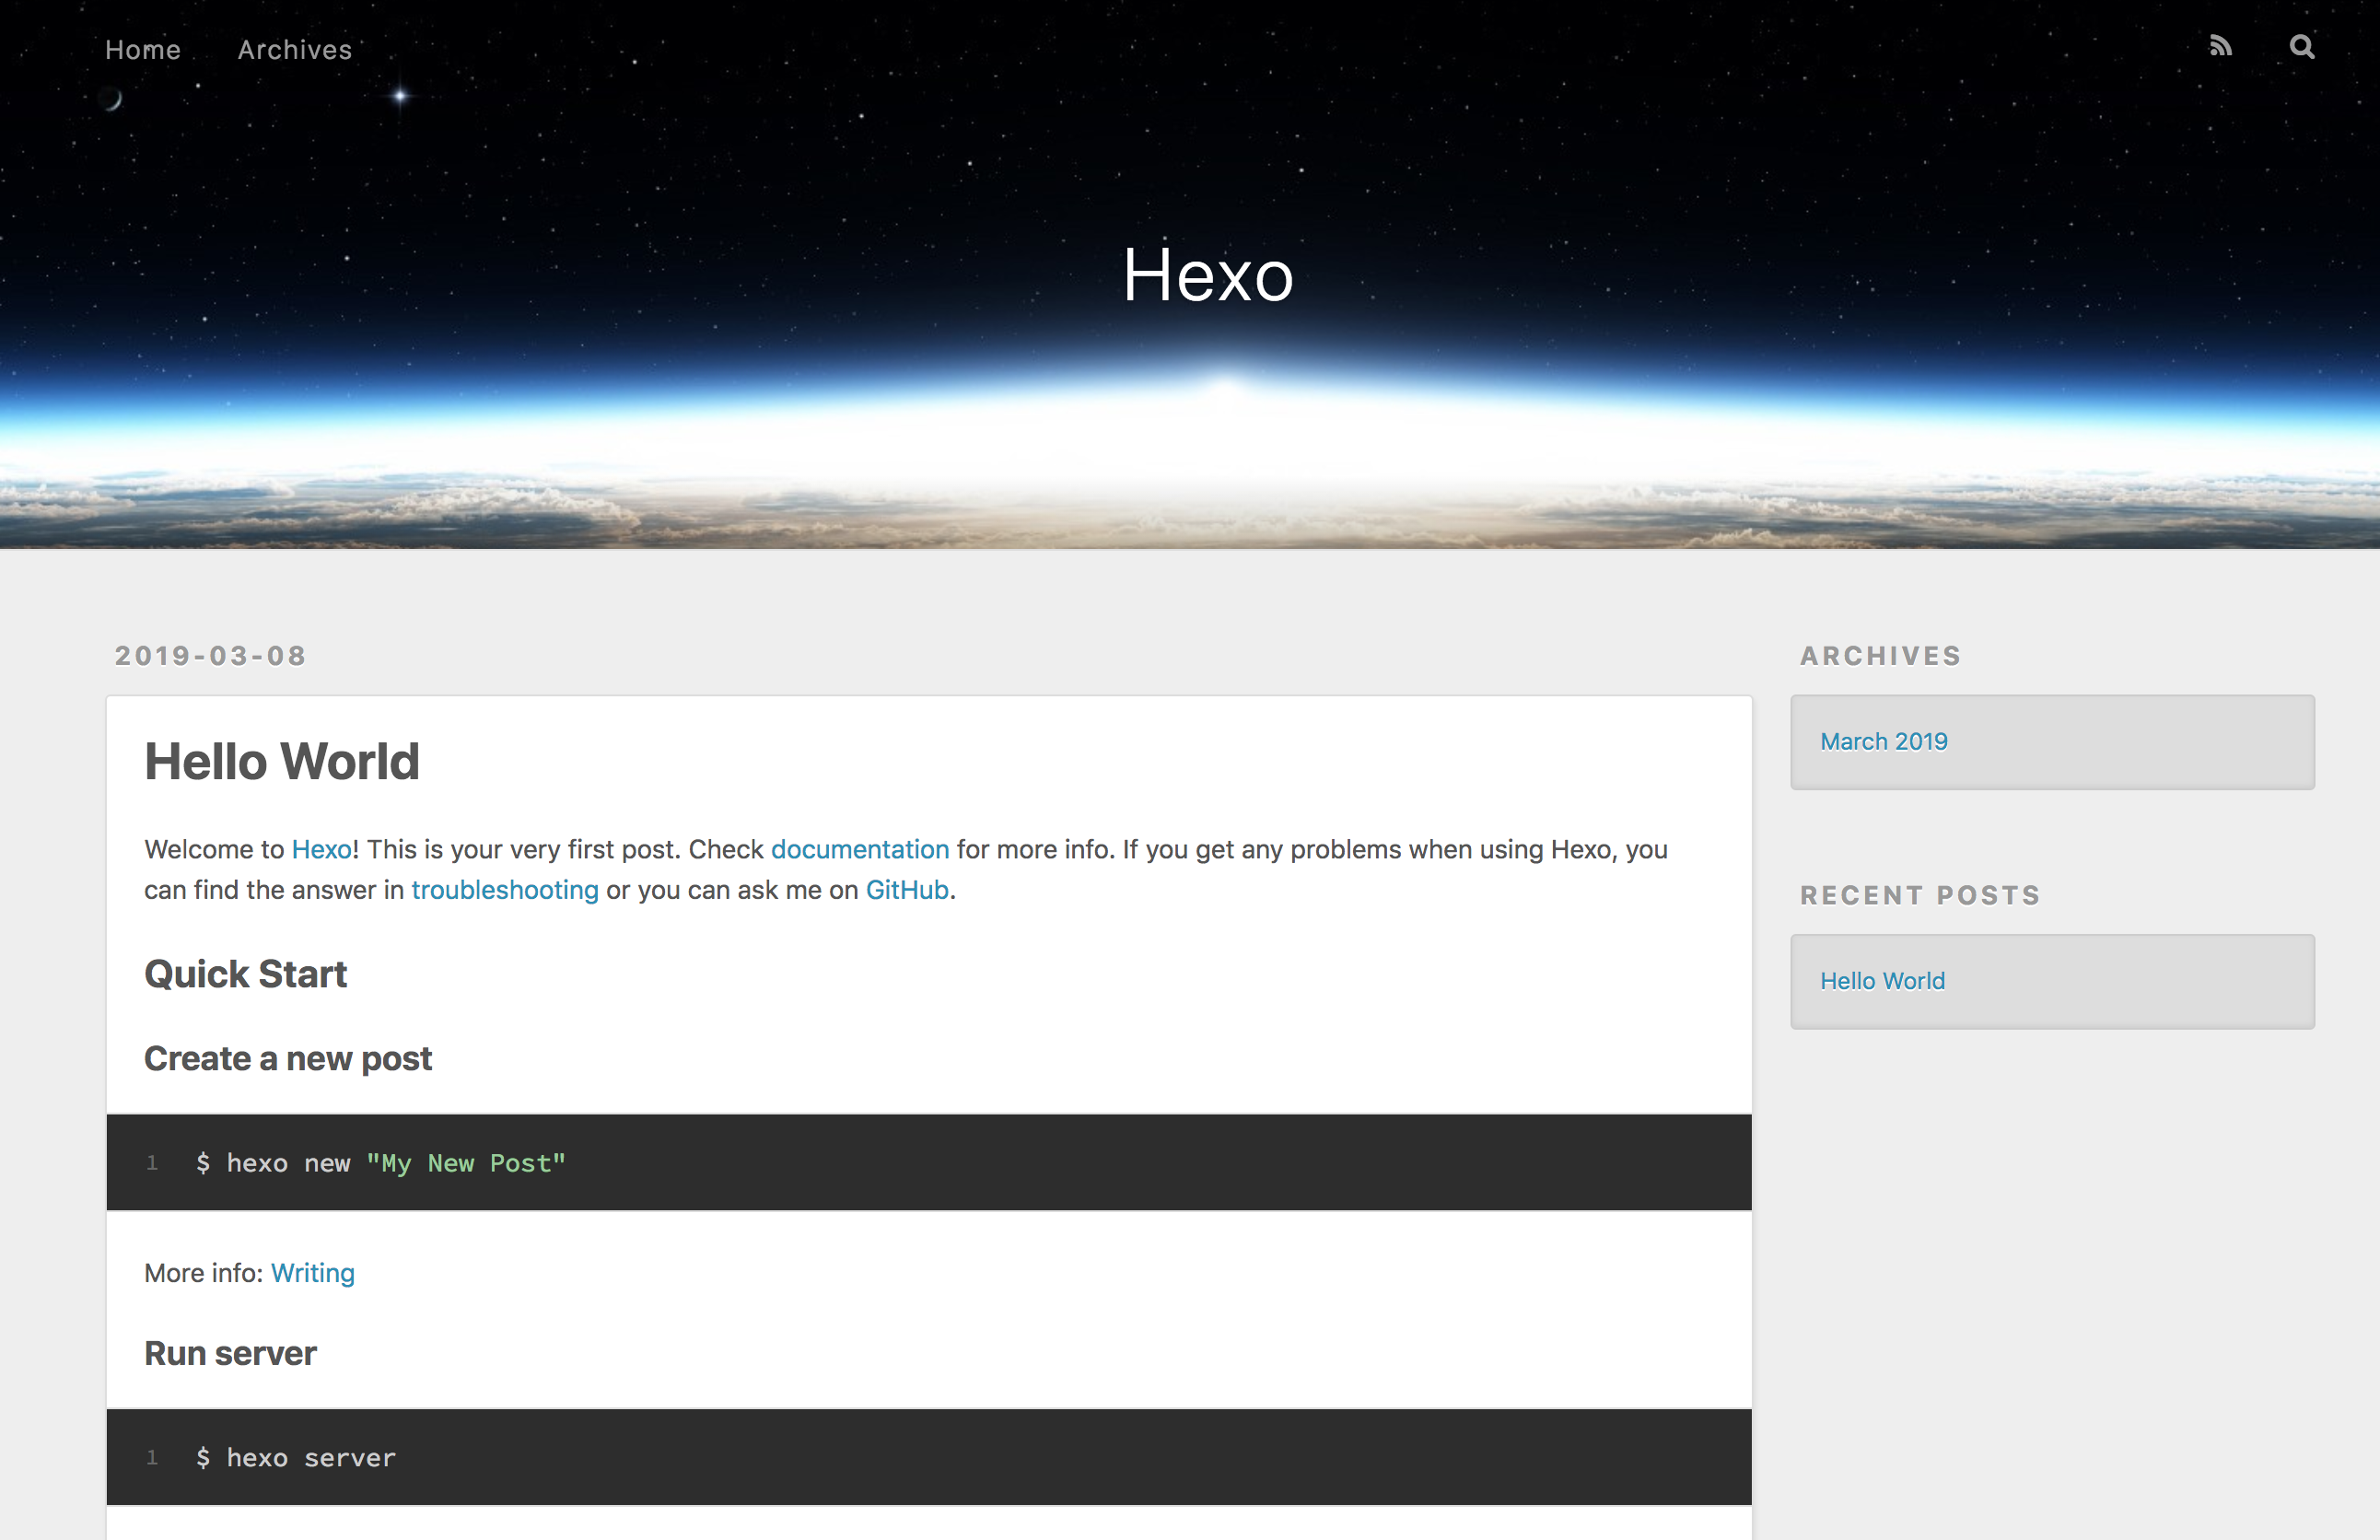 Home Archives
Hexo
2019-03-08
Hello World
Welcome to Hexo! This is your very first post. Check documentation for more info. If you get any problems when using Hexo, you
can find the answer in troubleshooting or you can ask me on GitHub.
Quick Start
Create a new post
1 $ hexo new "My New Post"
More info: Writing
Run server
1 $ hexo server
ARCHIVES
March 2019
RECENT POSTS
Hello World